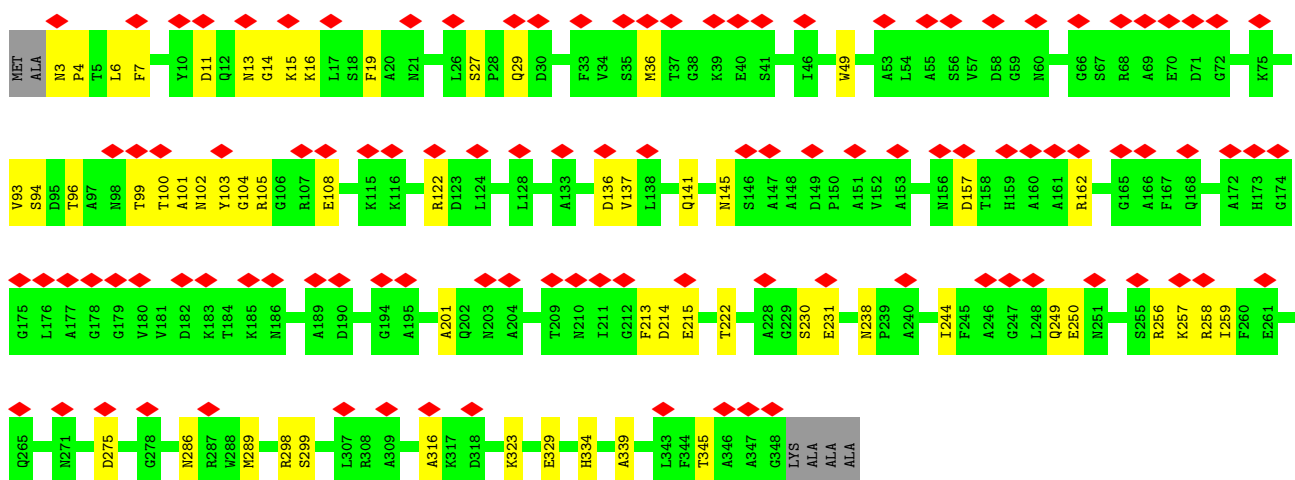 MET ALA N3 P4 T5 L6 F7 Y10 D11 Q12 N13 G14 K15 K16 L17 S18 F19 A20 N21 L26 S27 P28 Q29 D30 F33 V34 S35 M36 T37 G38 K39 E40 S41 I46 W49 A53 L54 A55 S56 V57 D58 G59 N60 G66 S67 R68 A69 E70 D71 G72 K75
V93 S94 D95 T96 A97 N98 T99 T100 A101 N102 Y103 G104 R105 G106 R107 E108 K115 K116 R122 D123 L124 L128 A133 D136 V137 L138 Q141 N145 S146 A147 A148 D149 P150 A151 V152 A153 N156 D157 T158 H159 A160 A161 R162 G165 A166 F167 Q168 A172 H173 G174
G175 L176 A177 G178 G179 V180 V181 D182 K183 T184 K185 N186 A189 D190 G194 A195 A201 Q202 N203 A204 T209 N210 I211 G212 F213 D214 E215 T222 A228 G229 S230 E231 N238 P239 A240 I244 F245 A246 G247 L248 Q249 E250 N251 S255 R256 K257 R258 I259 F260 E261
Q265 N271 D275 G278 N286 R287 W288 M289 R298 S299 L307 R308 A309 A316 K317 D318 K323 E329 H334 A339 L343 F344 T345 A346 A347 G348 LYS ALA ALA ALA